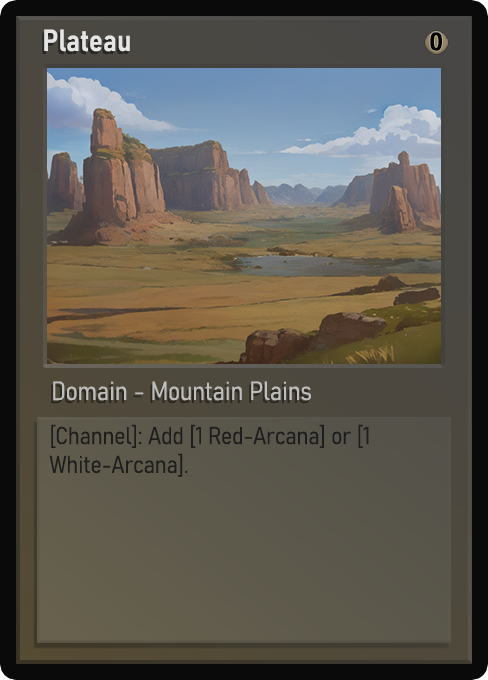 Plateau
0
Domain - Mountain Plains
[Channel]: Add [1 Red-Arcana] or [1
White-Arcana].